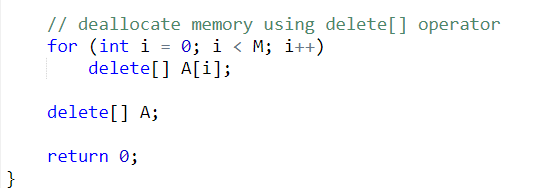 // deallocate memory using delete[] operator
for (int i = 0; i < M; i++)
delete[] A[i];
delete[] A;
return 0;
}